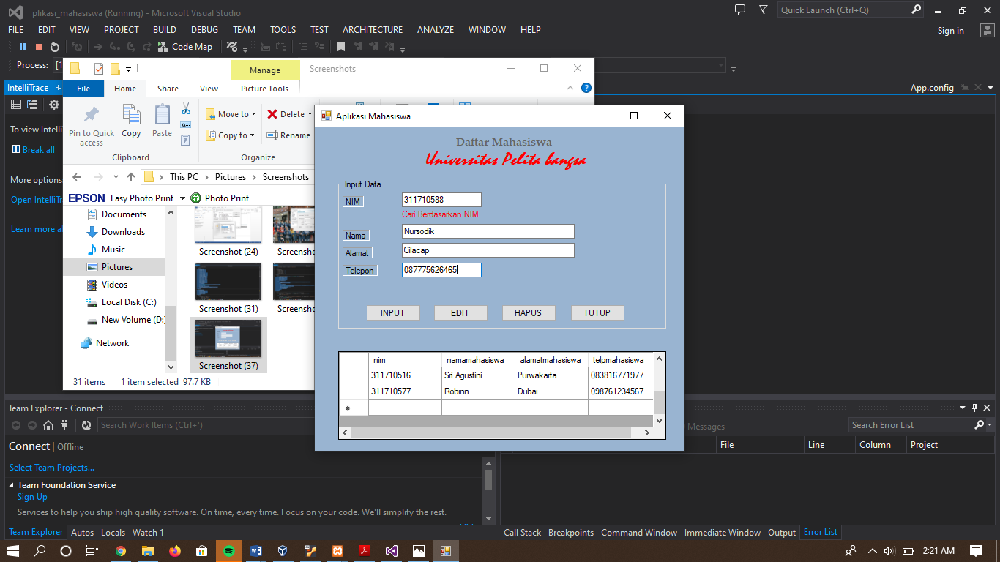 plikasi_mahasiswa (Running) - Microsoft Visual Studio
Quick Launch (Ctrl+Q)
FILE EDIT VIEW PROJECT BUILD DEBUG TEAM TOOLS TEST ARCHITECTURE ANALYZE WINDOW HELP
Sign in
Code Map
Process: [1
IntelliTrace
App.config
To view Intelli
Break all
More options
Open IntelliTr
Learn more al
Manage
Screenshots
File Home Share View Picture Tools
Pin to Quick access
Copy
Paste
Move to
Copy to
Delete
Rename
Clipboard
Organize
This PC > Pictures > Screenshots
EPSON Easy Photo Print Photo Print
Documents
Downloads
Music
Pictures
Videos
Local Disk (C:)
New Volume (D:
Network
Screenshot (24)
Screenshot (31)
Screensho
Screenshot (37)
31 items 1 item selected 97.7 KB
Aplikasi Mahasiswa
Daftar Mahasiswa
Universitas Pelita bangsa
Input Data
NIM 311710588
Cari Berdasarkan NIM
Nama Nursodik
Alamat Cilacap
Telepon 087775626465
INPUT EDIT HAPUS TUTUP
nim namamahasiswa alamatmahasiswa telpmahasiswa
311710516 Sri Agustini Purwakarta 083816771977
311710577 Robinn Dubai 098761234567
Team Explorer - Connect
Search Work Items (Ctrl+')
Connect | Offline
Select Team Projects...
Team Foundation Service
Sign Up
Services to help you ship high quality software. On time, every time. Focus on your code. We'll simplify the rest.
Team Explorer Autos Locals Watch 1
Messages
Search Error List
File Line Column Project
Call Stack Breakpoints Command Window Immediate Window Output Error List
2:21 AM